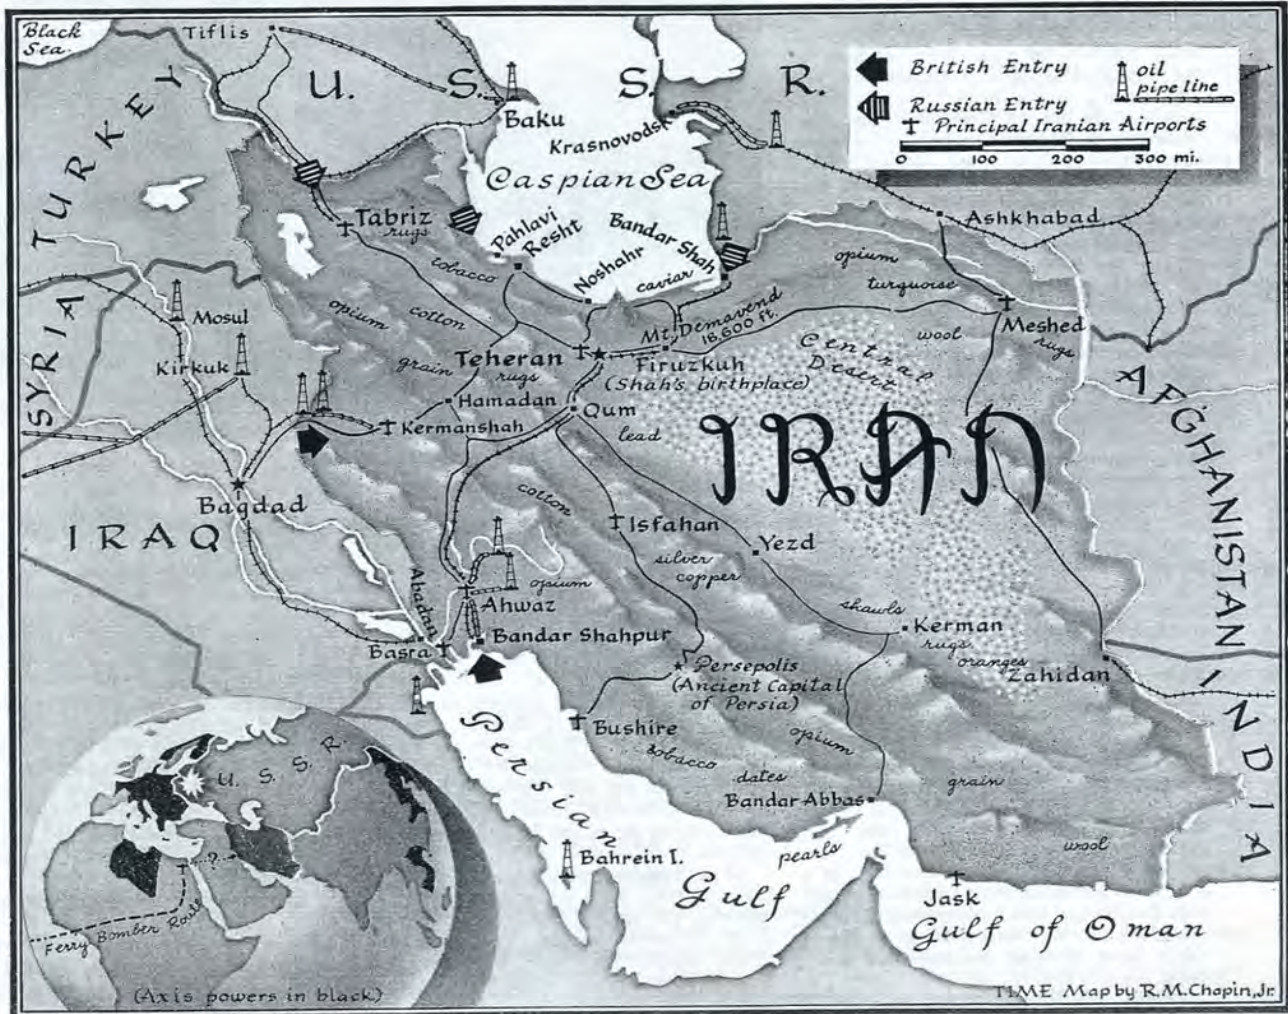 Black
Sea.
Tiflis
TURKEY
U. S. S. R.
Baku
Krasnovodsk
Caspian Sea
British Entry
Russian Entry
Principal Iranian Airports
oil
pipe line
0 100 200 300 mi.
Tabriz
rugs
Pahlavi
Resht
Noshahr
Bandar Shah
caviar
Ashkhabad
opium
turquoise
Meshed
rugs
wool
tobacco
cotton
opium
grain
Mosul
Kirkuk
SYRIA
Teheran
rugs
Mt. Demavend
18,600 ft.
Firuzkuh
(Shah's birthplace)
Central
Desert
Hamadan
Kermanshah
Qum
lead
IRAN
AFGHANISTAN
Bagdad
IRAQ
cotton
Isfahan
Yezd
silver
copper
opium
Abadan
Ahwaz
Basra
Bandar Shahpur
shawls
Kerman
rugs
oranges
Zahidan
Persepolis
(Ancient Capital
of Persia)
Bushire
tobacco
opium
dates
grain
Bandar Abbas
wool
INDIA
Persian
Gulf
Bahrein I.
pearls
Jask
Gulf of Oman
U. S. S. R.
?
Ferry Bomber Route
(Axis powers in black)
TIME Map by R.M. Chapin, Jr.